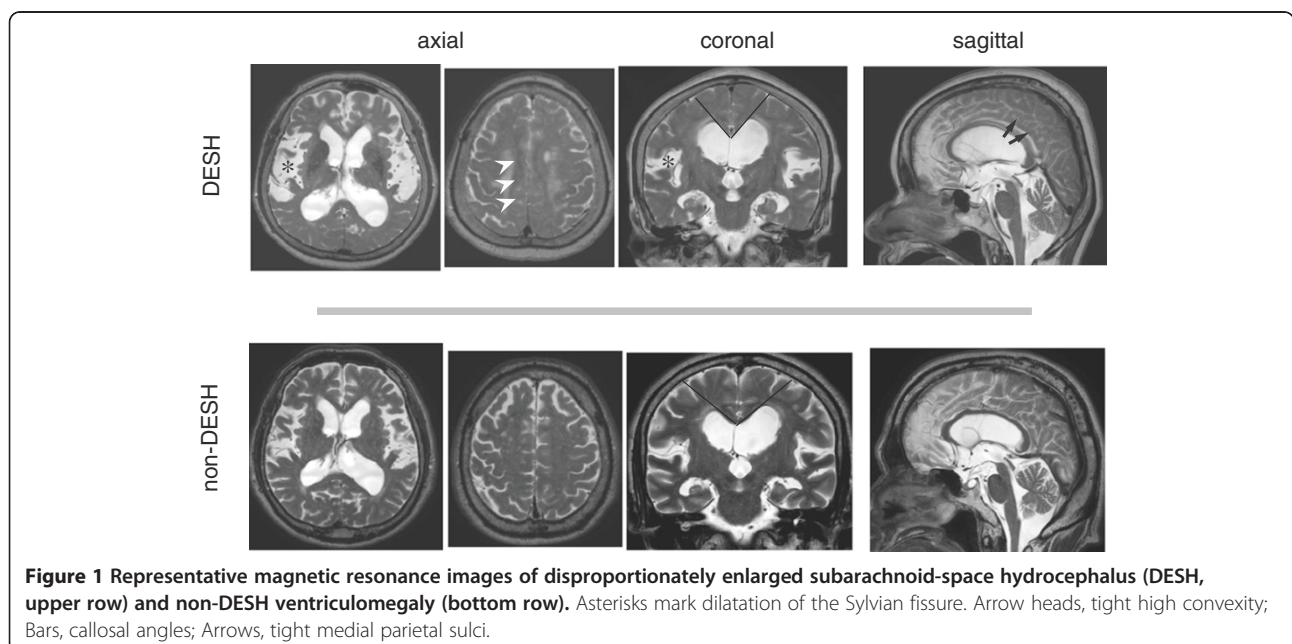 axial coronal sagittal
DESH
*
*
non-DESH
Figure 1 Representative magnetic resonance images of disproportionately enlarged subarachnoid-space hydrocephalus (DESH,
upper row) and non-DESH ventriculomegaly (bottom row). Asterisks mark dilatation of the Sylvian fissure. Arrow heads, tight high convexity;
Bars, callosal angles; Arrows, tight medial parietal sulci.